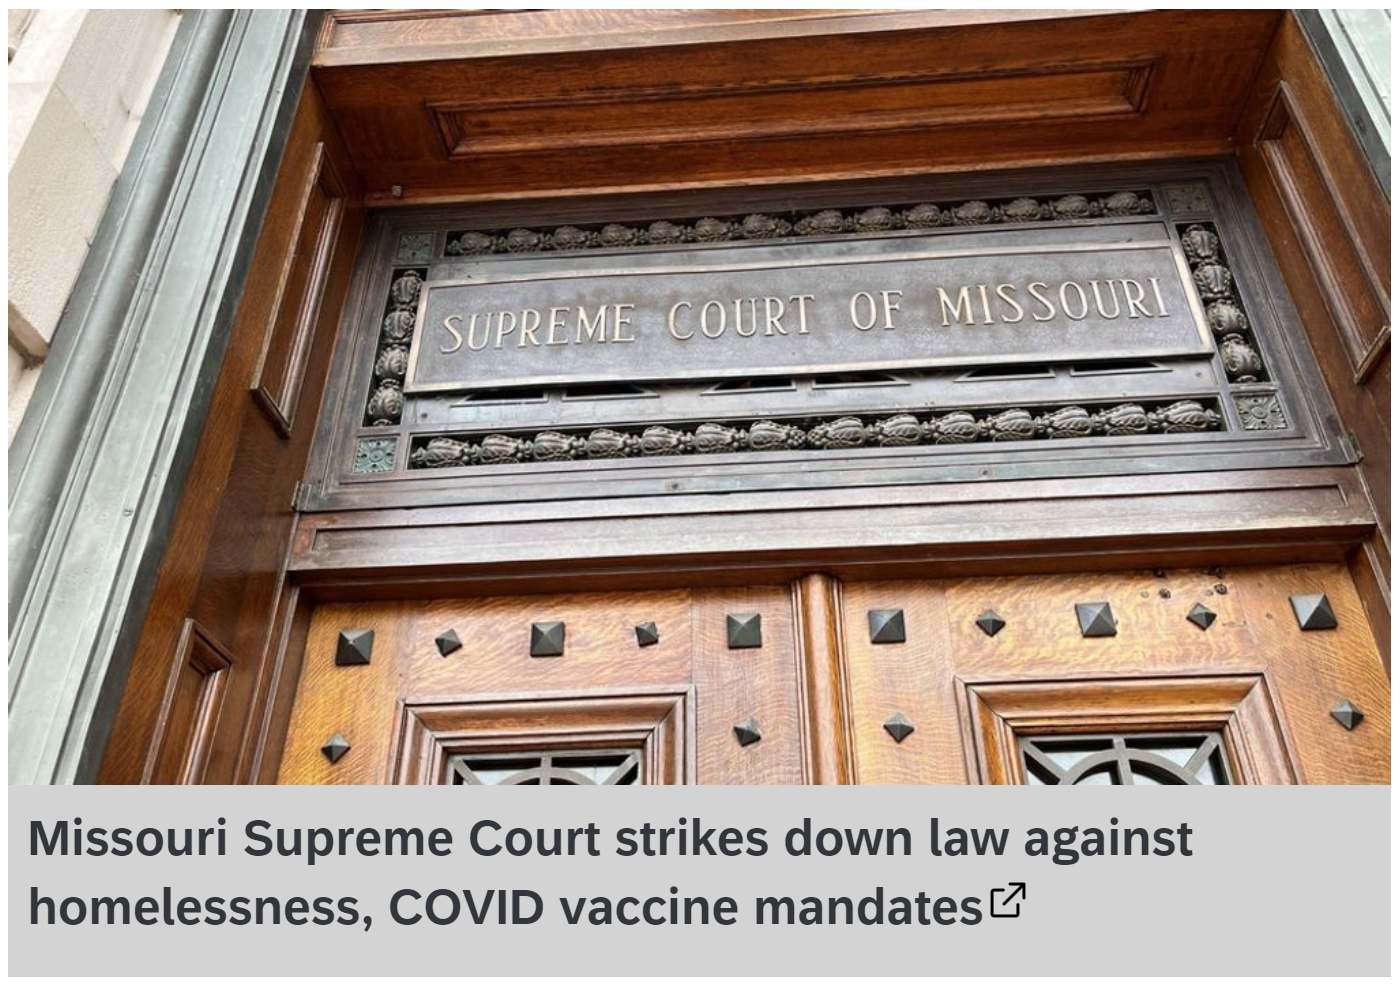 SUPREME COURT OF MISSOURI
Missouri Supreme Court strikes down law against
homelessness, COVID vaccine mandates